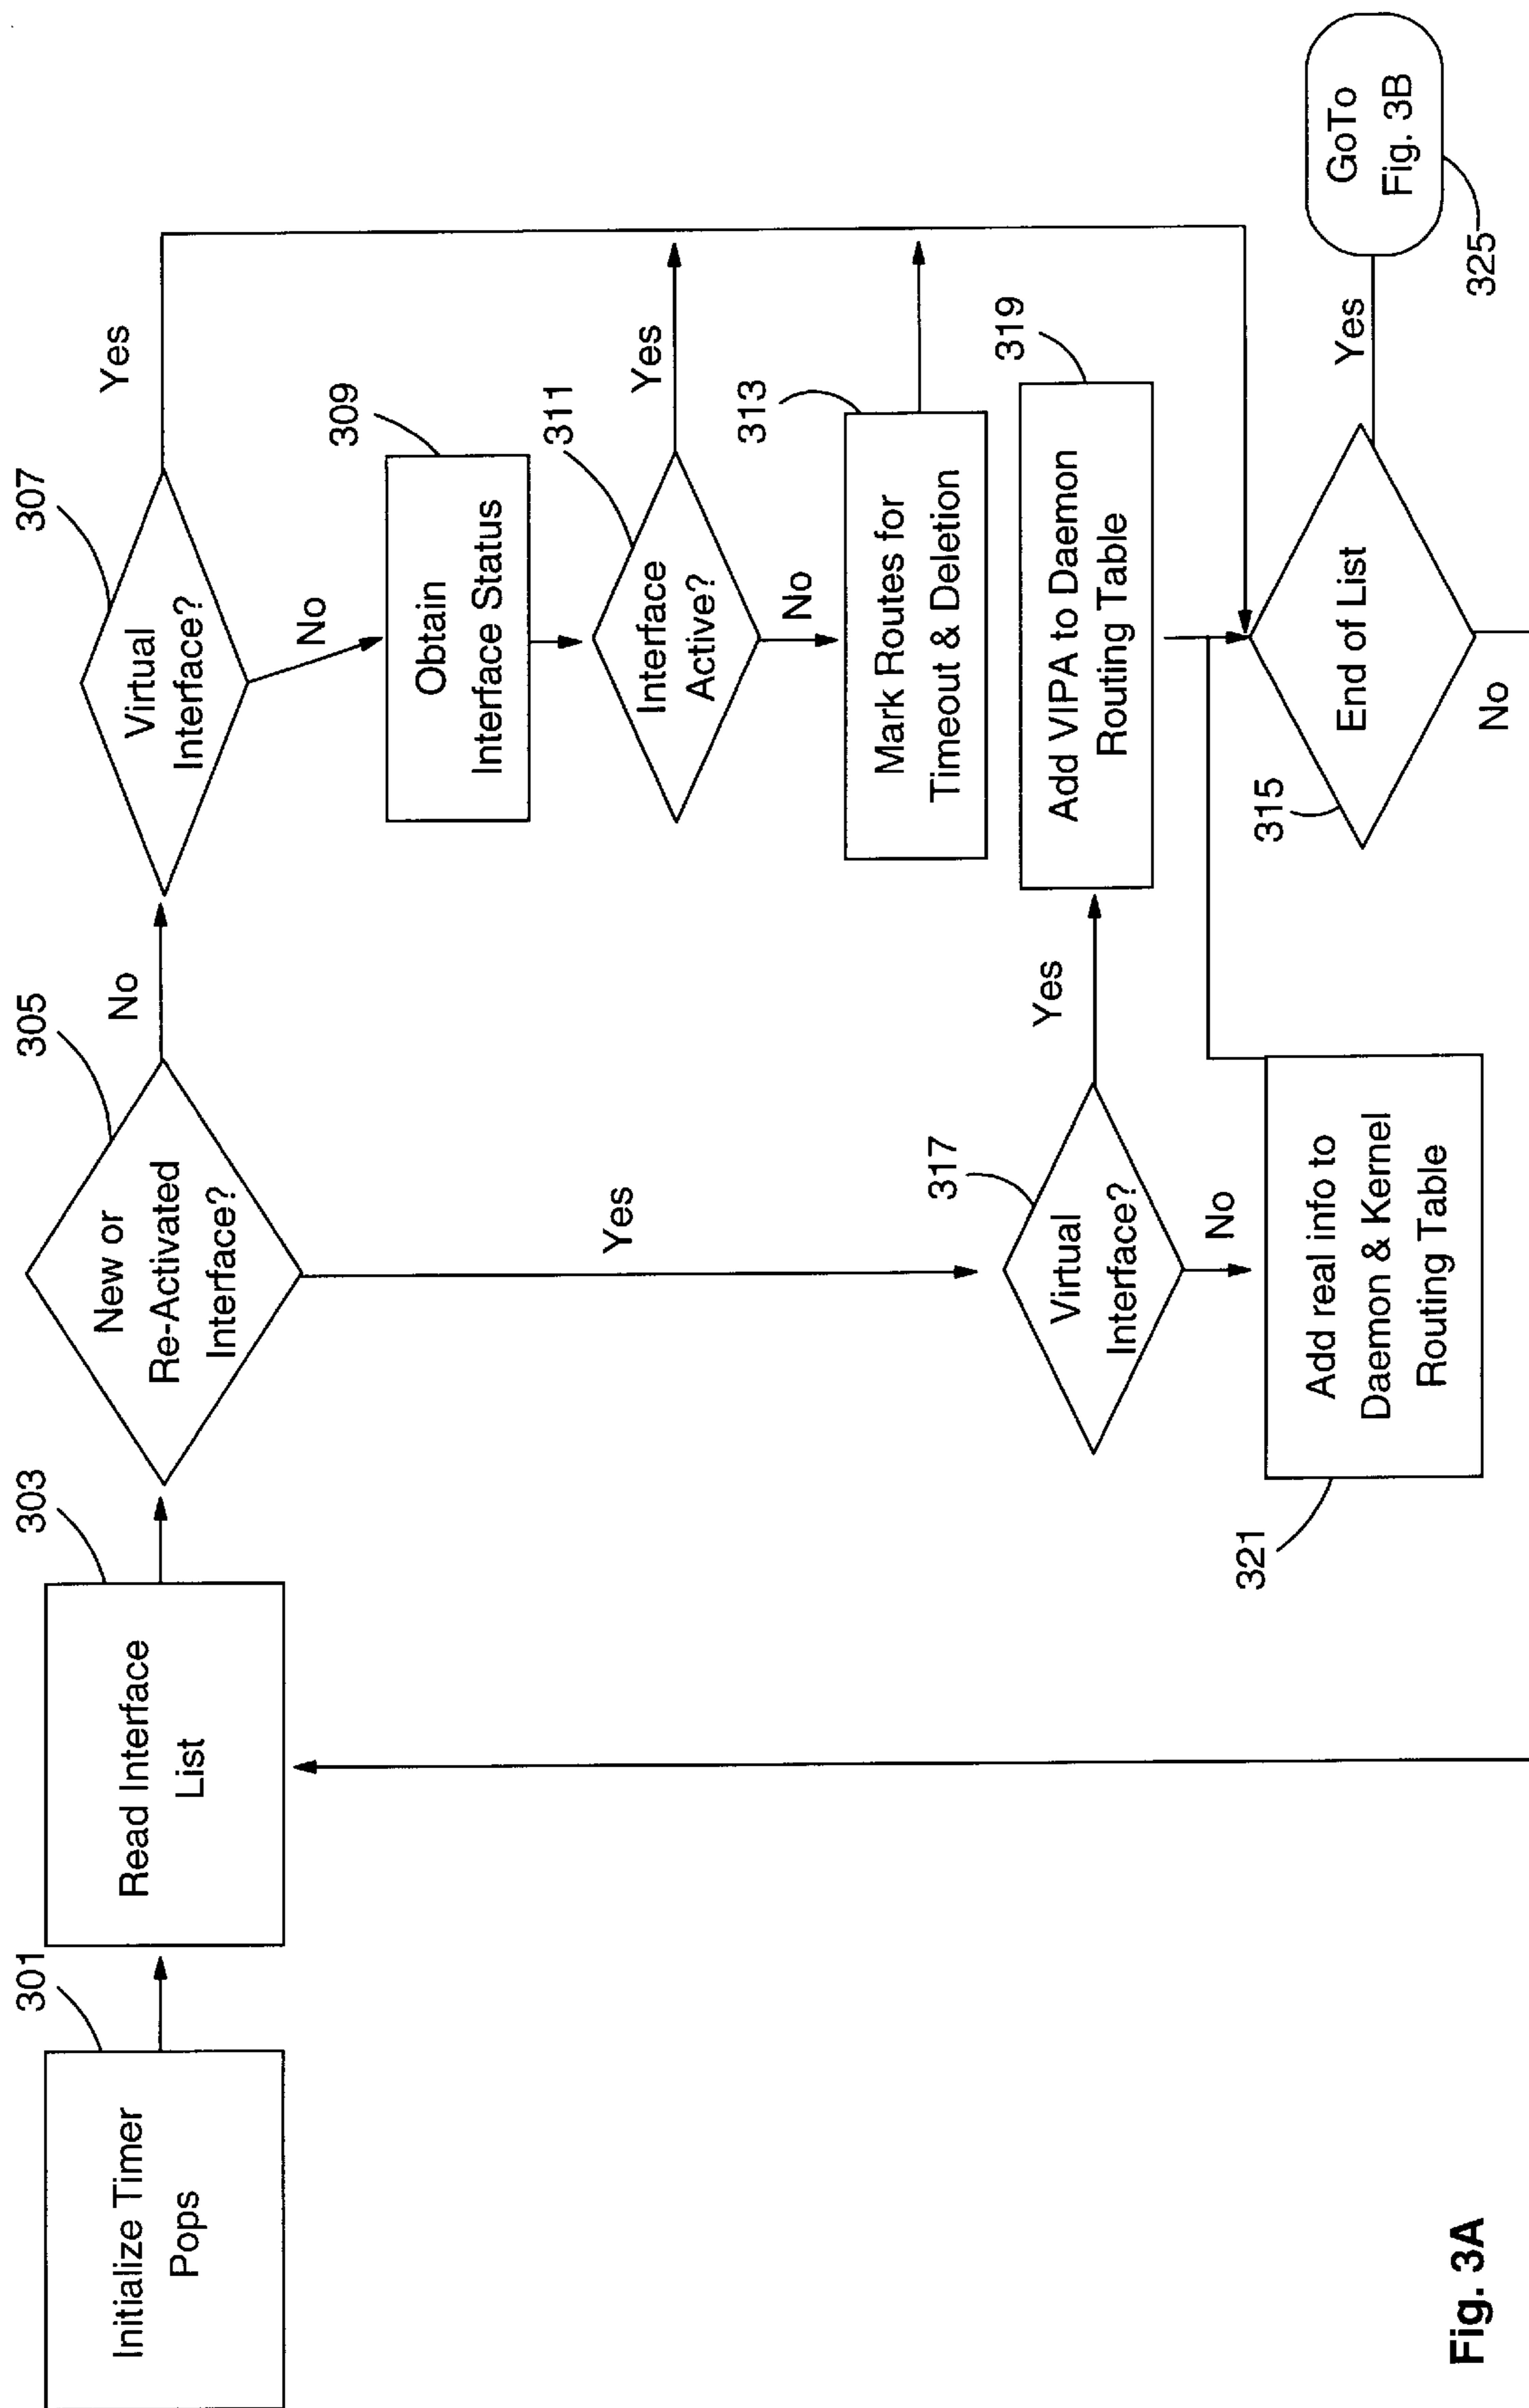 301
Initialize Timer
Pops
303
Read Interface
List
305
New or
Re-Activated
Interface?
No
Yes
307
Virtual
Interface?
Yes
No
309
Obtain
Interface Status
311
Interface
Active?
Yes
No
313
Mark Routes for
Timeout & Deletion
317
Virtual
Interface?
Yes
No
319
Add VIPA to Daemon
Routing Table
321
Add real info to
Daemon & Kernel
Routing Table
315
End of List
Yes
No
GoTo
Fig. 3B
325
Fig. 3A